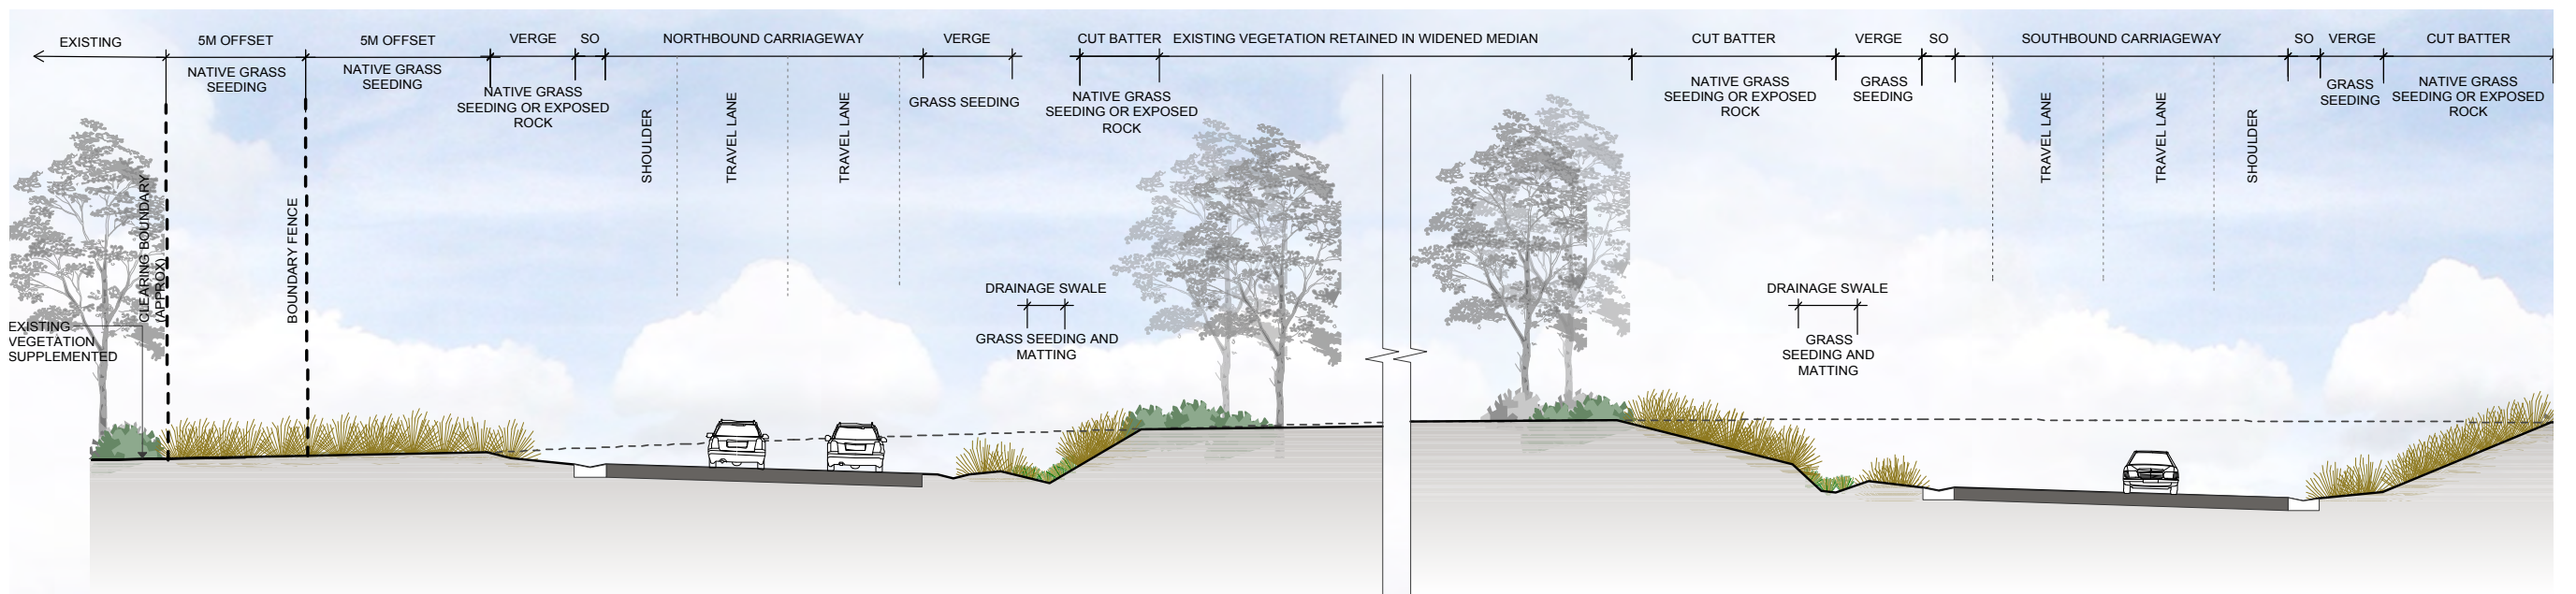 EXISTING
5M OFFSET
NATIVE GRASS
SEEDING
5M OFFSET
NATIVE GRASS
SEEDING
VERGE
NATIVE GRASS
SEEDING OR EXPOSED
ROCK
SO
NORTHBOUND CARRIAGEWAY
SHOULDER
TRAVEL LANE
TRAVEL LANE
VERGE
GRASS SEEDING
CUT BATTER
NATIVE GRASS
SEEDING OR EXPOSED
ROCK
EXISTING VEGETATION RETAINED IN WIDENED MEDIAN
CUT BATTER
NATIVE GRASS
SEEDING OR EXPOSED
ROCK
VERGE
GRASS
SEEDING
SO
SOUTHBOUND CARRIAGEWAY
TRAVEL LANE
TRAVEL LANE
SHOULDER
SO
VERGE
GRASS
SEEDING
CUT BATTER
NATIVE GRASS
SEEDING OR EXPOSED
ROCK
CLEARING BOUNDARY
(APPROX)
BOUNDARY FENCE
EXISTING
VEGETATION
SUPPLEMENTED
DRAINAGE SWALE
GRASS SEEDING AND
MATTING
DRAINAGE SWALE
GRASS
SEEDING AND
MATTING